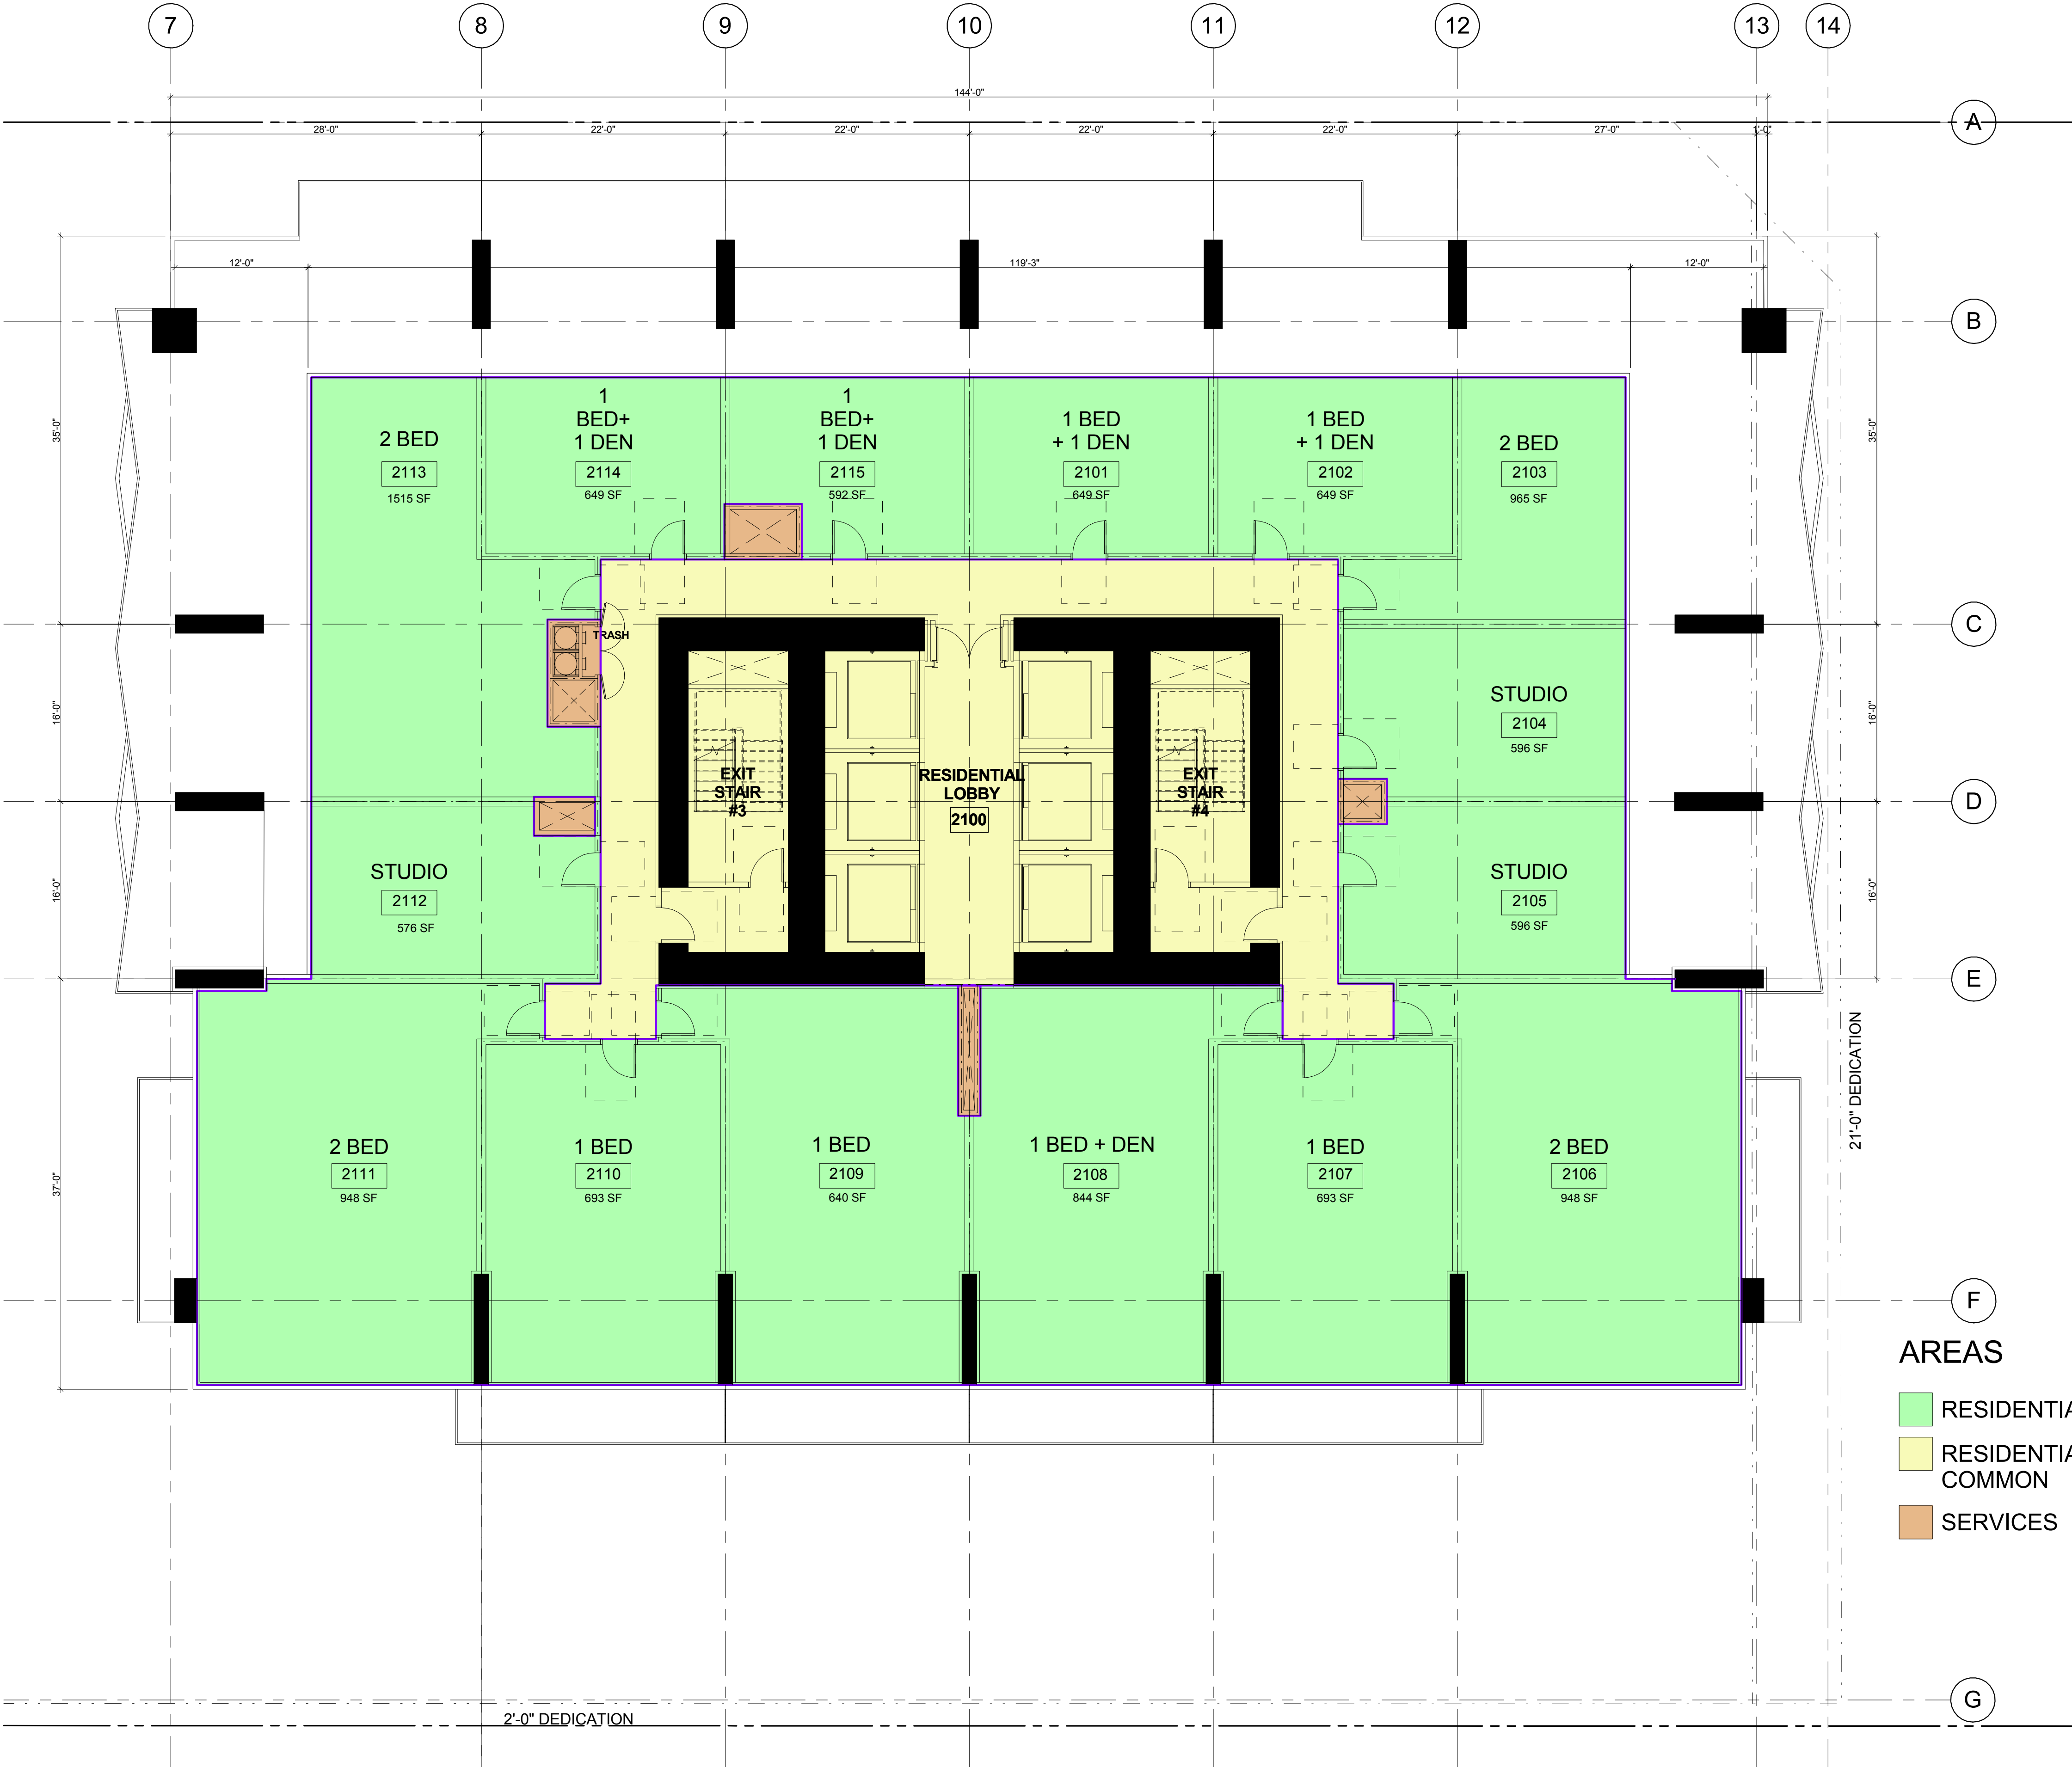 7 8 9 10 11 12 13 14
144'-0"
A
28'-0" 22'-0" 22'-0" 22'-0" 22'-0" 27'-0" 1'-0"
12'-0" 119'-3" 12'-0"
B
35'-0"
35'-0"
2 BED
2113
1515 SF
1
BED+
1 DEN
2114
649 SF
1
BED+
1 DEN
2115
592 SF
1 BED
+ 1 DEN
2101
649 SF
1 BED
+ 1 DEN
2102
649 SF
2 BED
2103
965 SF
C
TRASH
16'-0"
16'-0"
STUDIO
2104
596 SF
EXIT
STAIR
#3
RESIDENTIAL
LOBBY
2100
EXIT
STAIR
#4
D
STUDIO
2112
576 SF
STUDIO
2105
596 SF
16'-0"
16'-0"
E
21'-0" DEDICATION
37'-0"
2 BED
2111
948 SF
1 BED
2110
693 SF
1 BED
2109
640 SF
1 BED + DEN
2108
844 SF
1 BED
2107
693 SF
2 BED
2106
948 SF
F
AREAS
RESIDENTIA
RESIDENTIA
COMMON
SERVICES
G
2'-0" DEDICATION